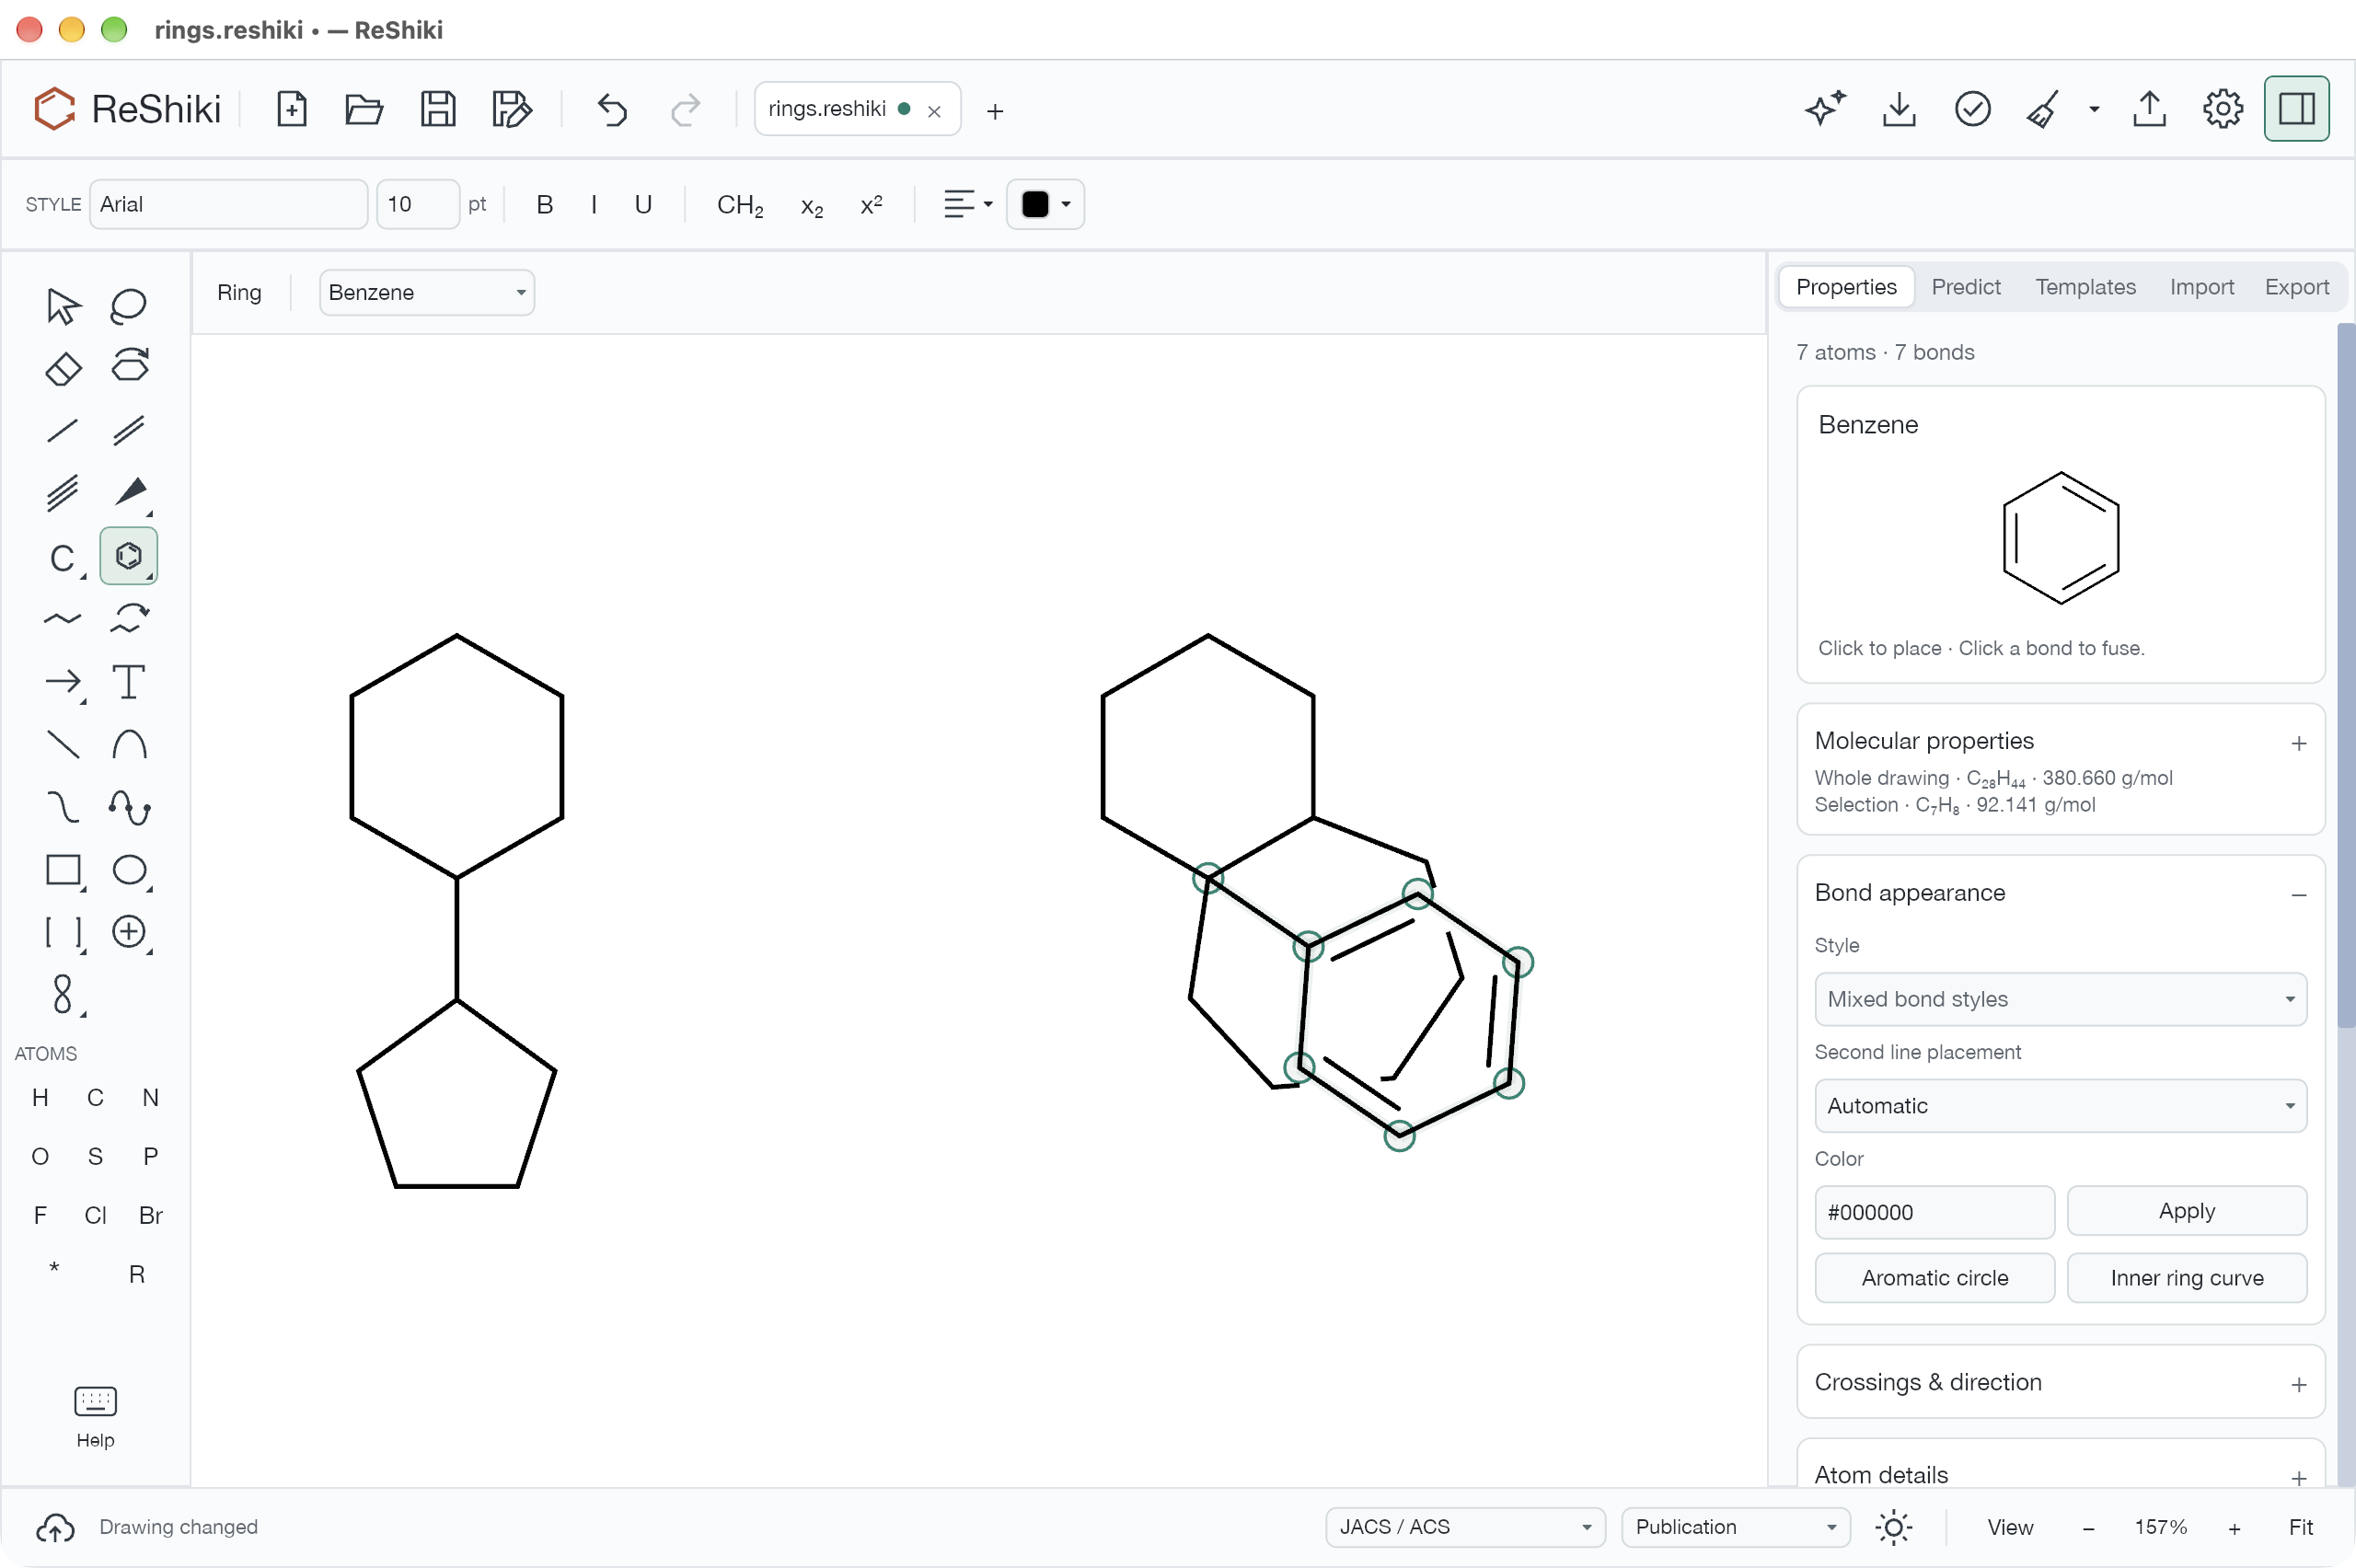 rings.reshiki • — ReShiki
ReShiki
rings.reshiki
STYLE Arial 10 pt B I U CH₂ x₂ x²
Ring Benzene
Properties Predict Templates Import Export
7 atoms · 7 bonds
Benzene
Click to place · Click a bond to fuse.
Molecular properties
Whole drawing · C₂₈H₄₄ · 380.660 g/mol
Selection · C₇H₈ · 92.141 g/mol
Bond appearance
Style
Mixed bond styles
Second line placement
Automatic
Color
#000000 Apply
Aromatic circle Inner ring curve
Crossings & direction
Atom details
C
T
ATOMS
H C N
O S P
F Cl Br
* R
Help
Drawing changed
JACS / ACS Publication View − 157% + Fit